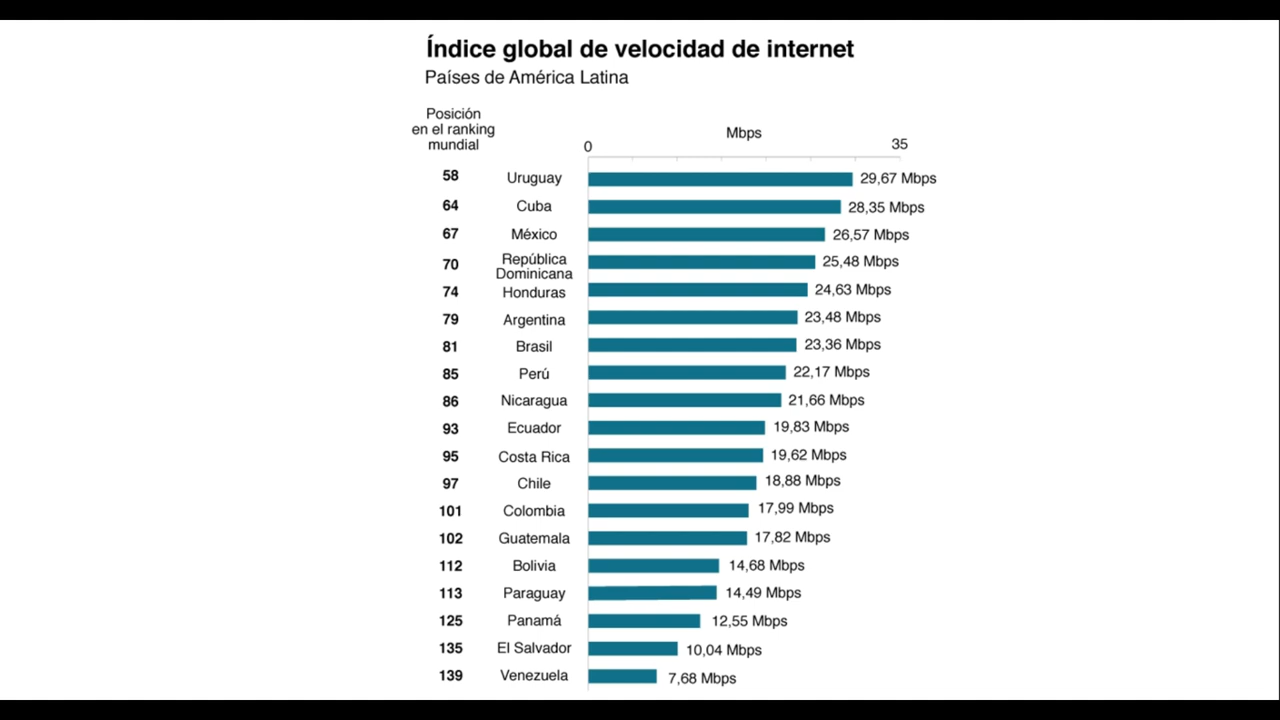 Índice global de velocidad de internet
Países de América Latina
Posición
en el ranking
mundial
Mbps
0
35
58 Uruguay 29,67 Mbps
64 Cuba 28,35 Mbps
67 México 26,57 Mbps
70 República
Dominicana 25,48 Mbps
74 Honduras 24,63 Mbps
79 Argentina 23,48 Mbps
81 Brasil 23,36 Mbps
85 Perú 22,17 Mbps
86 Nicaragua 21,66 Mbps
93 Ecuador 19,83 Mbps
95 Costa Rica 19,62 Mbps
97 Chile 18,88 Mbps
101 Colombia 17,99 Mbps
102 Guatemala 17,82 Mbps
112 Bolivia 14,68 Mbps
113 Paraguay 14,49 Mbps
125 Panamá 12,55 Mbps
135 El Salvador 10,04 Mbps
139 Venezuela 7,68 Mbps